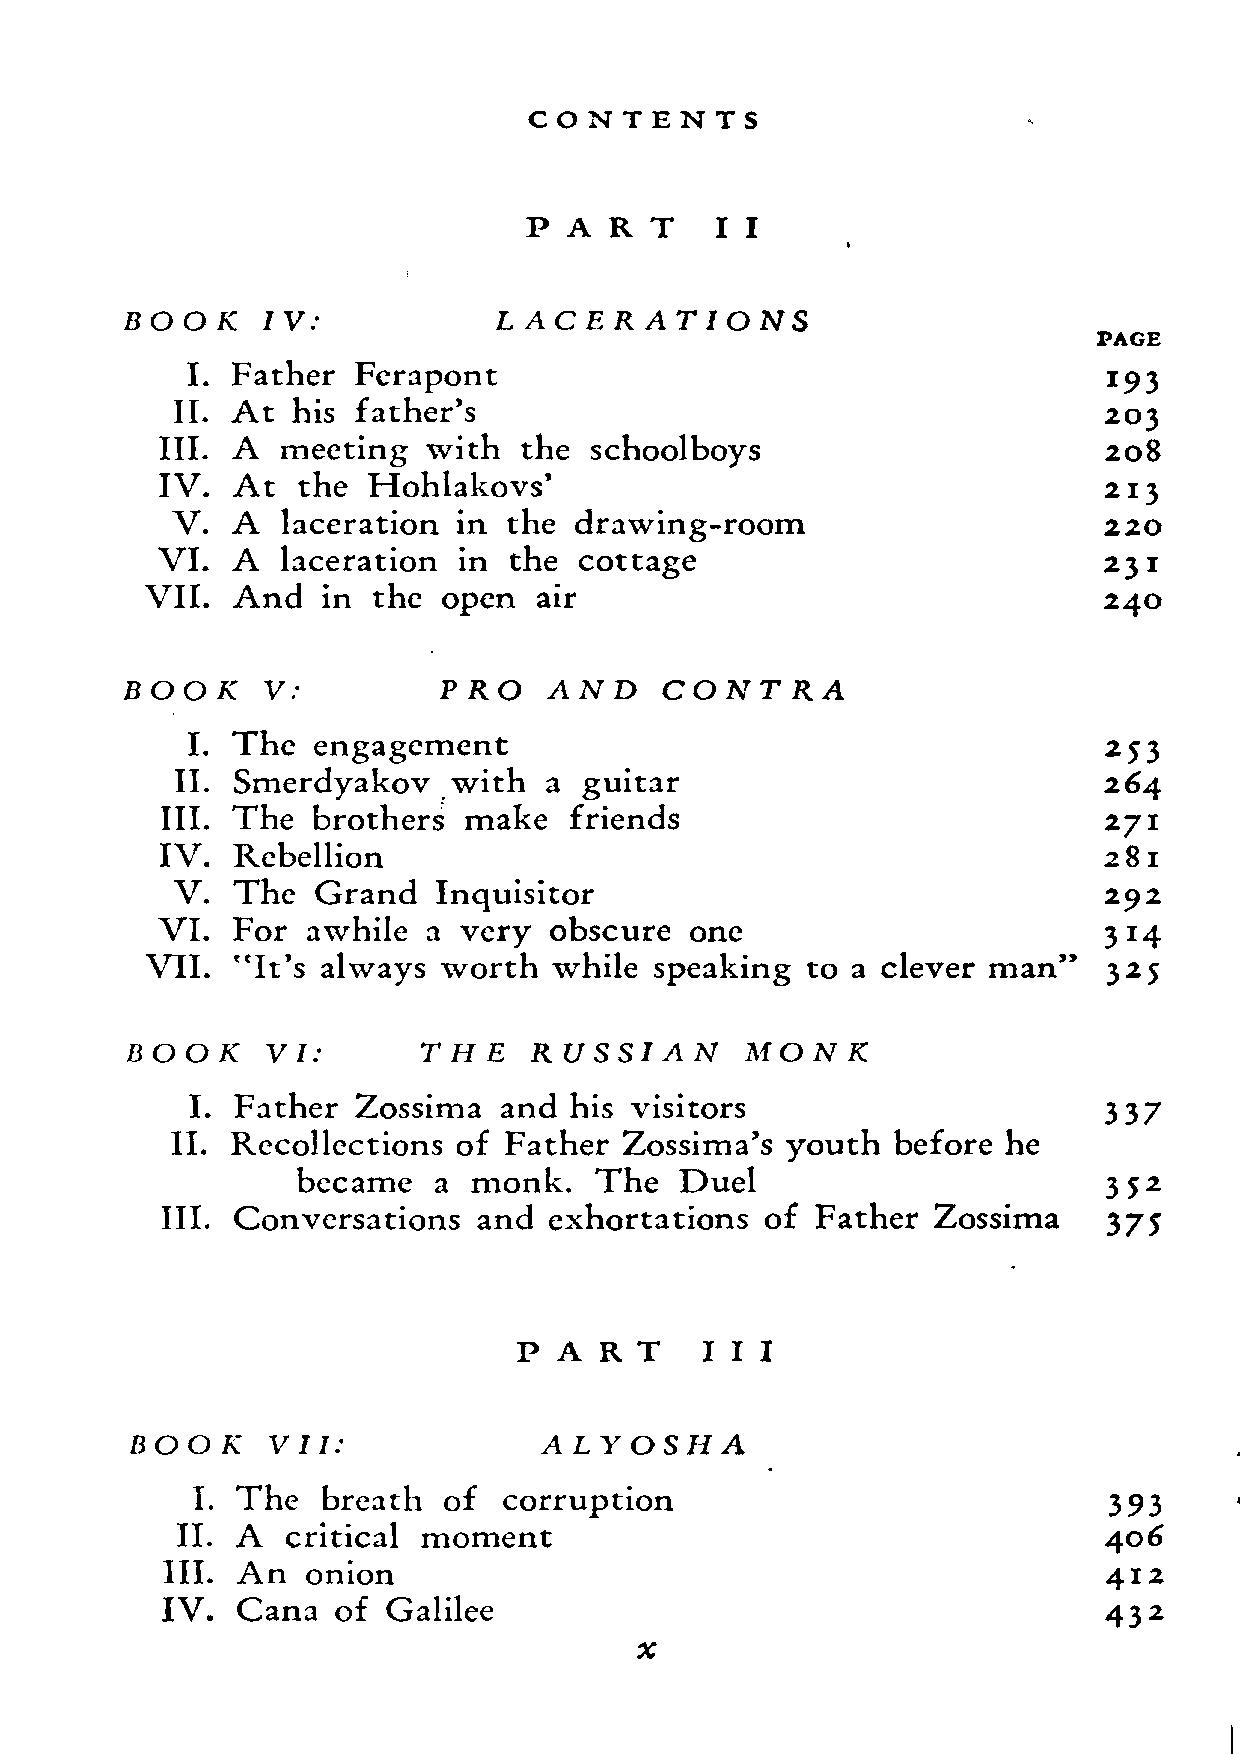 CONTENTS
PART II
BOOK IV: LACERATIONS
PAGE
I. Father Ferapont 193
II. At his father's 203
III. A meeting with the schoolboys 208
IV. At the Hohlakovs' 213
V. A laceration in the drawing-room 220
VI. A laceration in the cottage 231
VII. And in the open air 240
BOOK V: PRO AND CONTRA
I. The engagement 253
II. Smerdyakov with a guitar 264
III. The brothers make friends 271
IV. Rebellion 281
V. The Grand Inquisitor 292
VI. For awhile a very obscure one 314
VII. "It's always worth while speaking to a clever man" 325
BOOK VI: THE RUSSIAN MONK
I. Father Zossima and his visitors 337
II. Recollections of Father Zossima's youth before he
became a monk. The Duel 352
III. Conversations and exhortations of Father Zossima 375
PART III
BOOK VII: ALYOSHA
I. The breath of corruption 393
II. A critical moment 406
III. An onion 412
IV. Cana of Galilee 432
x